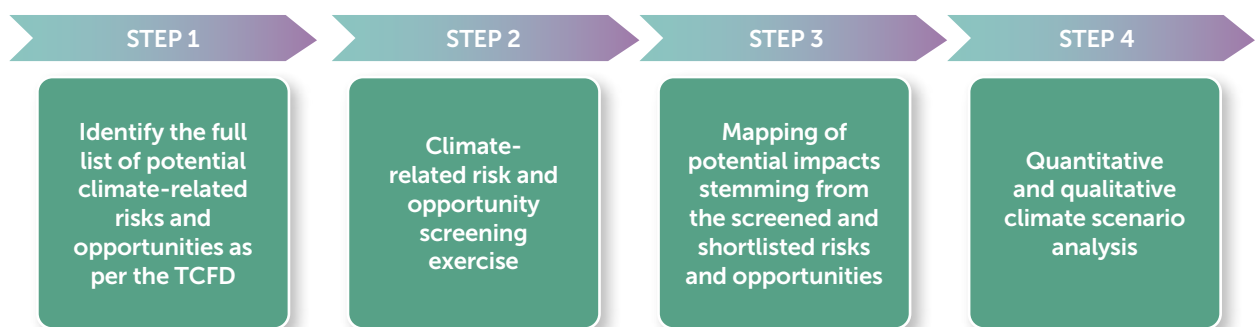 STEP 1
Identify the full
list of potential
climate-related
risks and
opportunities as
per the TCFD
STEP 2
Climate-
related risk and
opportunity
screening
exercise
STEP 3
Mapping of
potential impacts
stemming from
the screened and
shortlisted risks
and opportunities
STEP 4
Quantitative
and qualitative
climate scenario
analysis